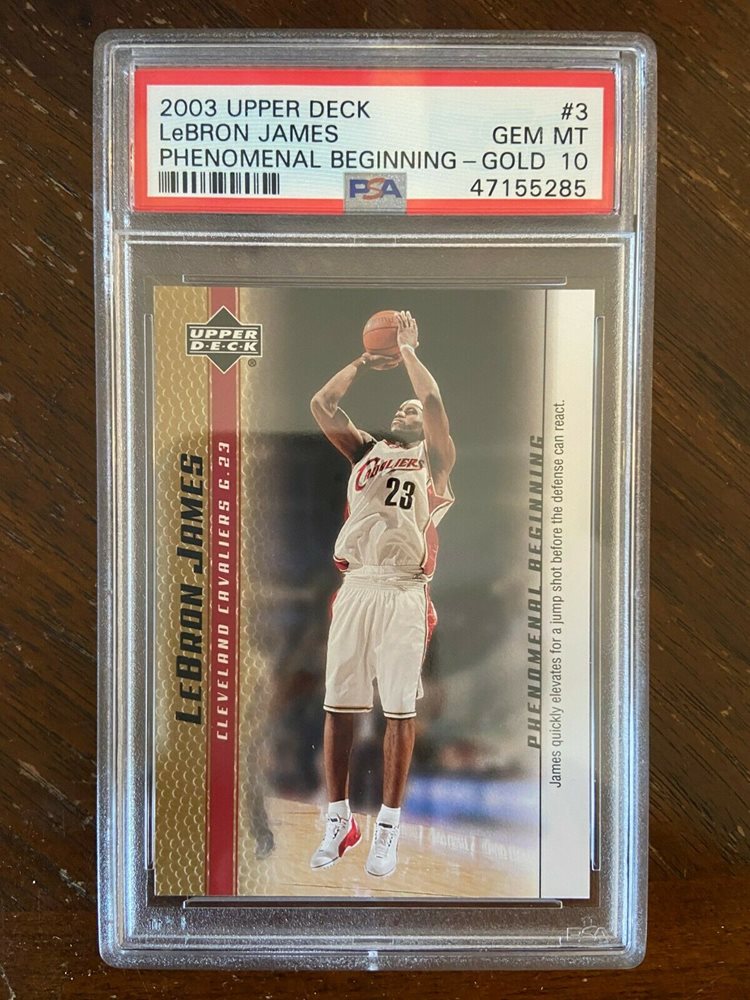 2003 UPPER DECK #3
LeBRON JAMES GEM MT
PHENOMENAL BEGINNING - GOLD 10
PSA 47155285
UPPER
D·E·C·K
®
LEBRON JAMES
CLEVELAND CAVALIERS G.23
CAVALIERS
23
PHENOMENAL BEGINNING
James quickly elevates for a jump shot before the defense can react.
PSA